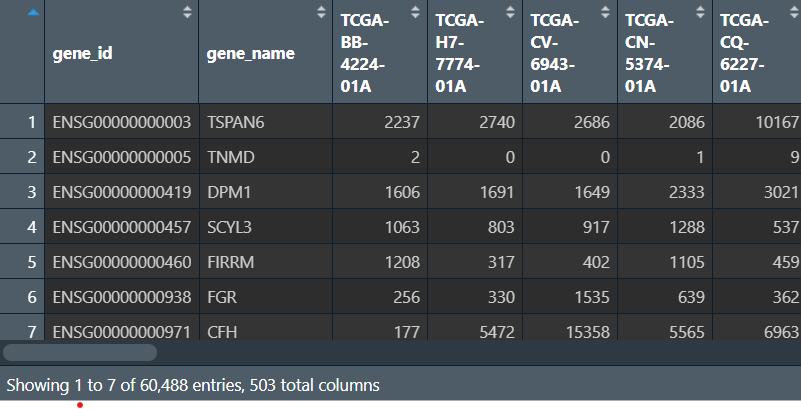 gene_id gene_name TCGA-BB-4224-01A TCGA-H7-7774-01A TCGA-CV-6943-01A TCGA-CN-5374-01A TCGA-CQ-6227-01A
1 ENSG00000000003 TSPAN6 2237 2740 2686 2086 10167
2 ENSG00000000005 TNMD 2 0 0 1 9
3 ENSG00000000419 DPM1 1606 1691 1649 2333 3021
4 ENSG00000000457 SCYL3 1063 803 917 1288 537
5 ENSG00000000460 FIRRM 1208 317 402 1105 459
6 ENSG00000000938 FGR 256 330 1535 639 362
7 ENSG00000000971 CFH 177 5472 15358 5565 6963
Showing 1 to 7 of 60,488 entries, 503 total columns